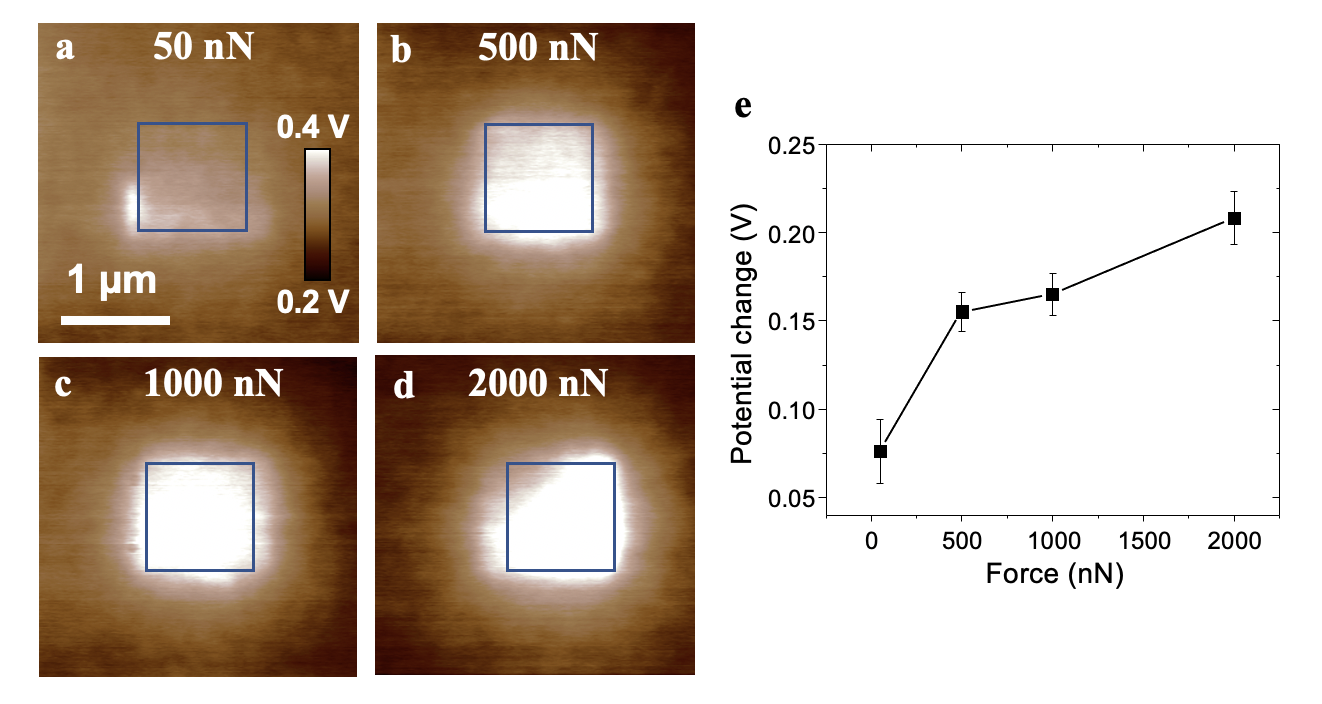 a 50 nN
0.4 V
0.2 V
1 µm
b 500 nN
c 1000 nN
d 2000 nN
e
Potential change (V)
0.25
0.20
0.15
0.10
0.05
0 500 1000 1500 2000
Force (nN)